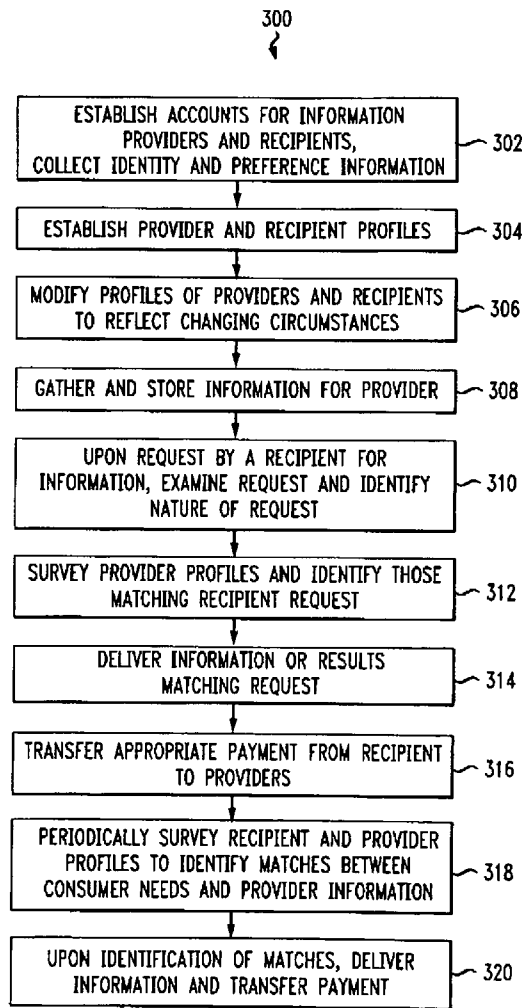 300
ESTABLISH ACCOUNTS FOR INFORMATION
PROVIDERS AND RECIPIENTS,
COLLECT IDENTITY AND PREFERENCE INFORMATION
302
ESTABLISH PROVIDER AND RECIPIENT PROFILES
304
MODIFY PROFILES OF PROVIDERS AND RECIPIENTS
TO REFLECT CHANGING CIRCUMSTANCES
306
GATHER AND STORE INFORMATION FOR PROVIDER
308
UPON REQUEST BY A RECIPIENT FOR
INFORMATION, EXAMINE REQUEST AND IDENTIFY
NATURE OF REQUEST
310
SURVEY PROVIDER PROFILES AND IDENTIFY THOSE
MATCHING RECIPIENT REQUEST
312
DELIVER INFORMATION OR RESULTS
MATCHING REQUEST
314
TRANSFER APPROPRIATE PAYMENT FROM RECIPIENT
TO PROVIDERS
316
PERIODICALLY SURVEY RECIPIENT AND PROVIDER
PROFILES TO IDENTIFY MATCHES BETWEEN
CONSUMER NEEDS AND PROVIDER INFORMATION
318
UPON IDENTIFICATION OF MATCHES, DELIVER
INFORMATION AND TRANSFER PAYMENT
320